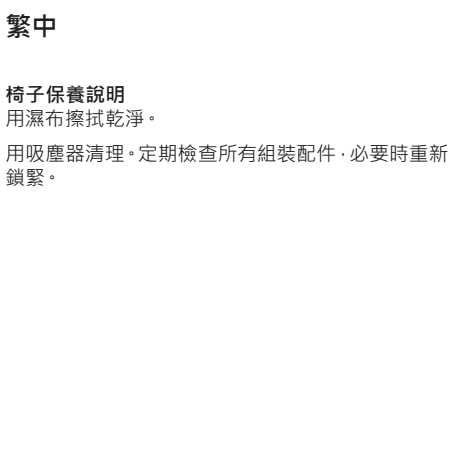 繁中
椅子保養說明
用濕布擦拭乾淨。
用吸塵器清理。定期檢查所有組裝配件，必要時重新
鎖緊。